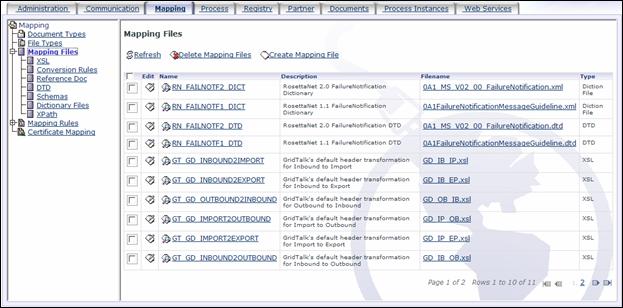 Administration Communication Mapping Process Registry Partner Documents Process Instances Web Services
Mapping
Document Types
File Types
Mapping Files
XSL
Conversion Rules
Reference Doc
DTD
Schemas
Dictionary Files
XPath
Mapping Rules
Certificate Mapping
Mapping Files
Refresh Delete Mapping Files Create Mapping File
Edit Name Description Filename Type
RN_FAILNOTF2_DICT RosettaNet 2.0 FailureNotification Dictionary 0A1_MS_V02_00_FailureNotification.xml Diction File
RN_FAILNOTF1_DICT RosettaNet 1.1 FailureNotification Dictionary 0A1FailureNotificationMessageGuideline.xml Diction File
RN_FAILNOTF2_DTD RosettaNet 2.0 FailureNotification DTD 0A1_MS_V02_00_FailureNotification.dtd DTD
RN_FAILNOTF1_DTD RosettaNet 1.1 FailureNotification DTD 0A1FailureNotificationMessageGuideline.dtd DTD
GT_GD_INBOUND2IMPORT GridTalk's default header transformation for Inbound to Import GD_IB_IP.xsl XSL
GT_GD_INBOUND2EXPORT GridTalk's default header transformation for Inbound to Export GD_IB_EP.xsl XSL
GT_GD_OUTBOUND2INBOUND GridTalk's default header transformation for Outbound to Inbound GD_OB_IB.xsl XSL
GT_GD_IMPORT2OUTBOUND GridTalk's default header transformation for Import to Outbound GD_IP_OB.xsl XSL
GT_GD_IMPORT2EXPORT GridTalk's default header transformation for Import to Export GD_IP_EP.xsl XSL
GT_GD_INBOUND2OUTBOUND GridTalk's default header transformation for Inbound to Outbound GD_IB_OB.xsl XSL
Page 1 of 2 Rows 1 to 10 of 11 1 2